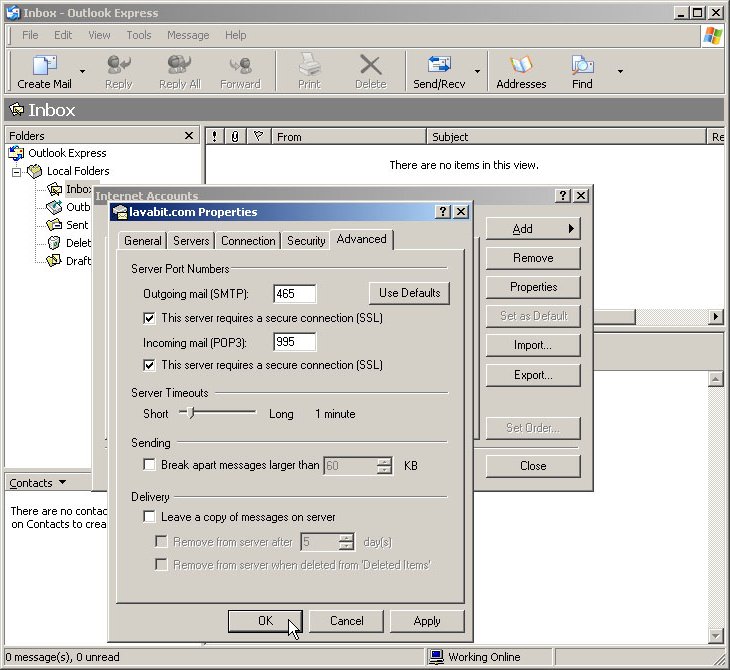 Inbox - Outlook Express
File Edit View Tools Message Help
Create Mail Reply Reply All Forward Print Delete Send/Recv Addresses Find
Inbox
Folders
! From Subject Re
Outlook Express
Local Folders
Inbo
Outb
Sent
Delet
Draft
There are no items in this view.
Internet Accounts
lavabit.com Properties
General Servers Connection Security Advanced
Server Port Numbers
Outgoing mail (SMTP): 465 Use Defaults
This server requires a secure connection (SSL)
Incoming mail (POP3): 995
This server requires a secure connection (SSL)
Server Timeouts
Short Long 1 minute
Sending
Break apart messages larger than 60 KB
Delivery
Leave a copy of messages on server
Remove from server after 5 day(s)
Remove from server when deleted from 'Deleted Items'
OK Cancel Apply
Add
Remove
Properties
Set as Default
Import...
Export...
Set Order...
Close
Contacts
There are no contac
on Contacts to crea
0 message(s), 0 unread
Working Online